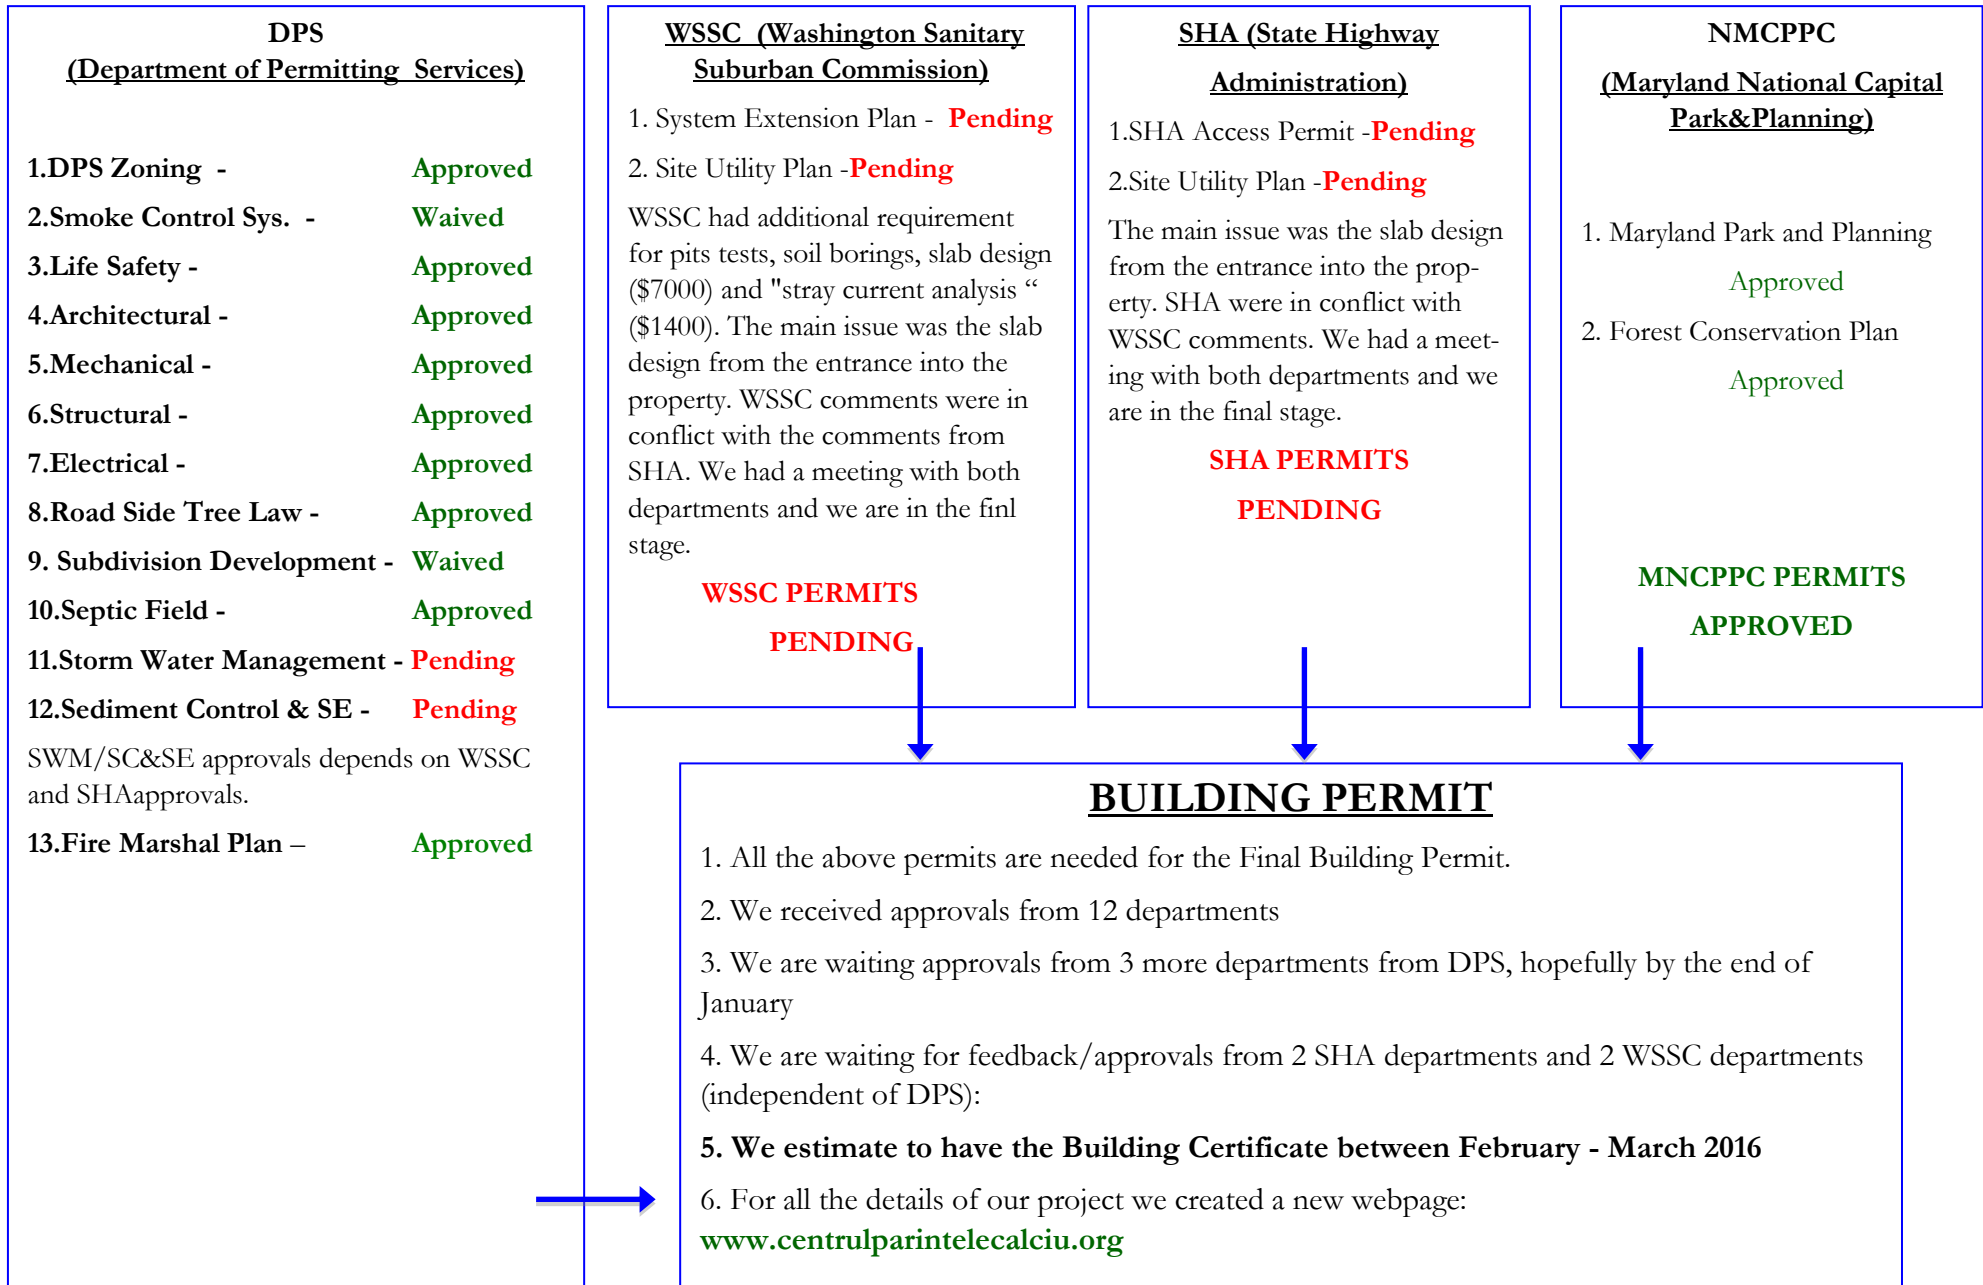 DPS
(Department of Permitting  Services)
1.DPS Zoning  - Approved
2.Smoke Control Sys.  - Waived
3.Life Safety - Approved
4.Architectural - Approved
5.Mechanical - Approved
6.Structural - Approved
7.Electrical - Approved
8.Road Side Tree Law - Approved
9. Subdivision Development - Waived
10.Septic Field - Approved
11.Storm Water Management - Pending
12.Sediment Control & SE - Pending
SWM/SC&SE approvals depends on WSSC
and SHAapprovals.
13.Fire Marshal Plan – Approved
WSSC  (Washington Sanitary
Suburban Commission)
1. System Extension Plan -  Pending
2. Site Utility Plan -Pending
WSSC had additional requirement
for pits tests, soil borings, slab design
($7000) and "stray current analysis “
($1400). The main issue was the slab
design from the entrance into the
property. WSSC comments were in
conflict with the comments from
SHA. We had a meeting with both
departments and we are in the finl
stage.
WSSC PERMITS
PENDING
SHA (State Highway
Administration)
1.SHA Access Permit -Pending
2.Site Utility Plan -Pending
The main issue was the slab design
from the entrance into the prop-
erty. SHA were in conflict with
WSSC comments. We had a meet-
ing with both departments and we
are in the final stage.
SHA PERMITS
PENDING
NMCPPC
(Maryland National Capital
Park&Planning)
1. Maryland Park and Planning
Approved
2. Forest Conservation Plan
Approved
MNCPPC PERMITS
APPROVED
BUILDING PERMIT
1. All the above permits are needed for the Final Building Permit.
2. We received approvals from 12 departments
3. We are waiting approvals from 3 more departments from DPS, hopefully by the end of
January
4. We are waiting for feedback/approvals from 2 SHA departments and 2 WSSC departments
(independent of DPS):
5. We estimate to have the Building Certificate between February - March 2016
6. For all the details of our project we created a new webpage:
www.centrulparintelecalciu.org